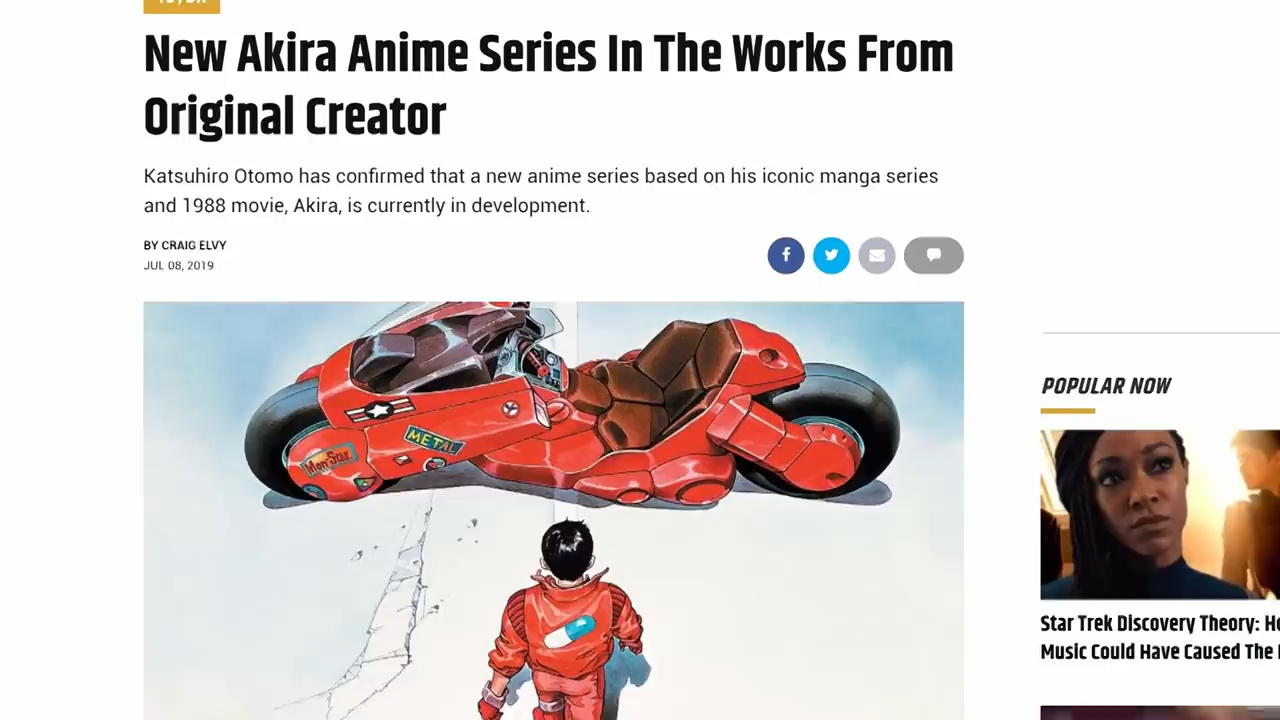 New Akira Anime Series In The Works From
Original Creator
Katsuhiro Otomo has confirmed that a new anime series based on his iconic manga series
and 1988 movie, Akira, is currently in development.
BY CRAIG ELVY
JUL 08, 2019
METAL
Mon Star
POPULAR NOW
Star Trek Discovery Theory:
Music Could Have Caused The